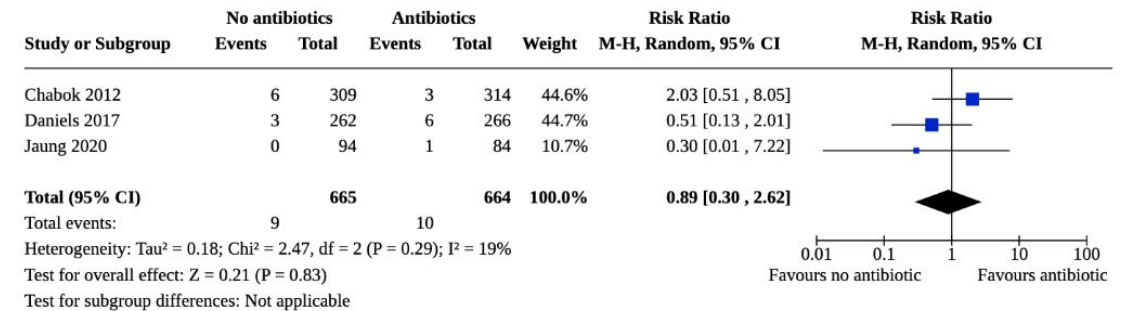 No antibiotics Antibiotics Risk Ratio Risk Ratio
Study or Subgroup Events Total Events Total Weight M-H, Random, 95% CI M-H, Random, 95% CI
Chabok 2012 6 309 3 314 44.6% 2.03 [0.51 , 8.05]
Daniels 2017 3 262 6 266 44.7% 0.51 [0.13 , 2.01]
Jaung 2020 0 94 1 84 10.7% 0.30 [0.01 , 7.22]
Total (95% CI) 665 664 100.0% 0.89 [0.30 , 2.62]
Total events: 9 10
Heterogeneity: Tau² = 0.18; Chi² = 2.47, df = 2 (P = 0.29); I² = 19%
0.01 0.1 1 10 100
Test for overall effect: Z = 0.21 (P = 0.83)
Favours no antibiotic Favours antibiotic
Test for subgroup differences: Not applicable